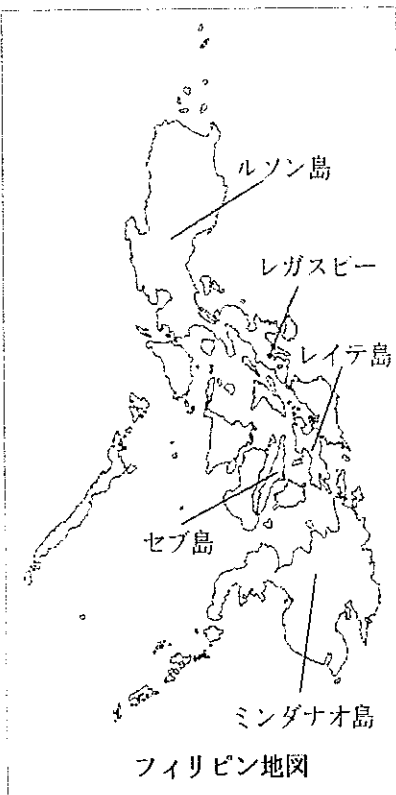 ルソン島
レガスピー
レイテ島
セブ島
ミンダナオ島
フィリピン地図